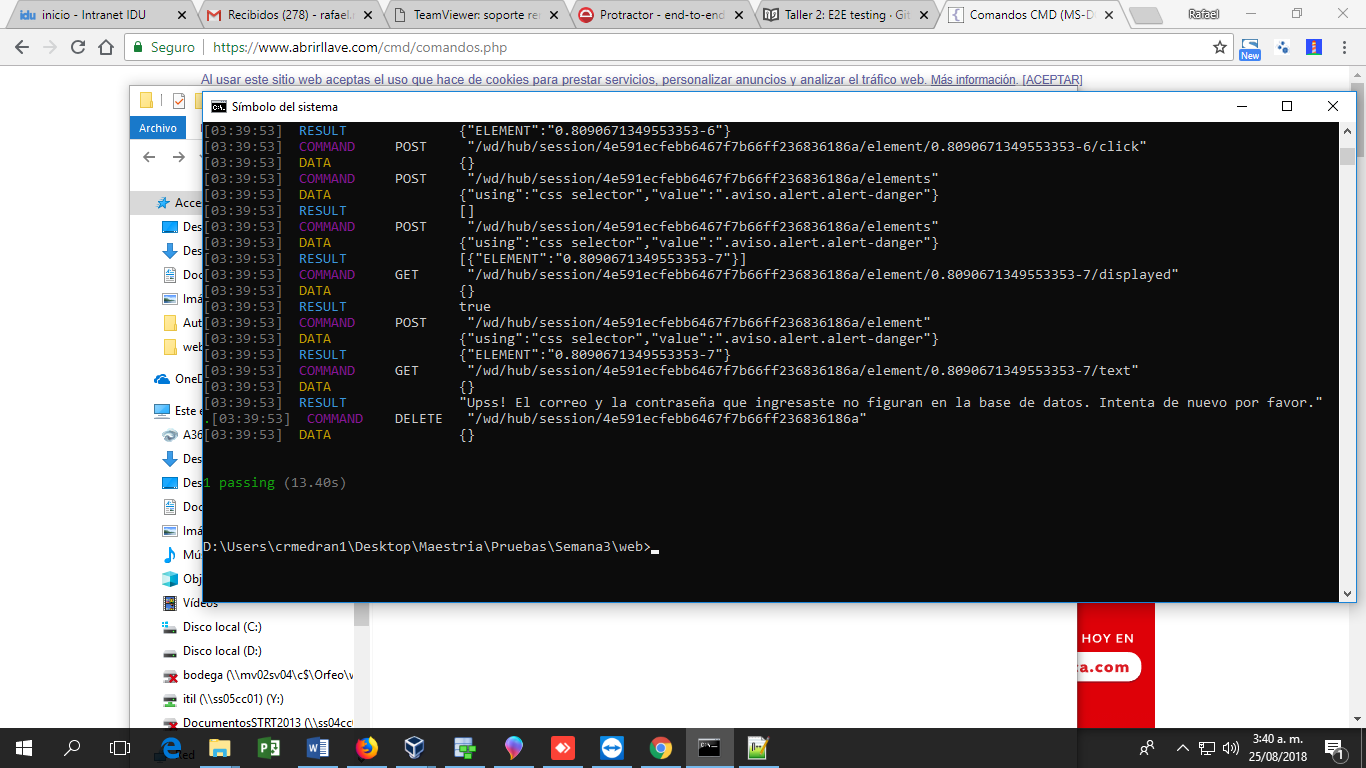 inicio - Intranet IDU
Recibidos (278) - rafael.
TeamViewer: soporte re
Protractor - end-to-end
Taller 2: E2E testing · Git
Comandos CMD (MS-D
Rafael
Seguro
https://www.abrirllave.com/cmd/comandos.php
New
Al usar este sitio web aceptas el uso que hace de cookies para prestar servicios, personalizar anuncios y analizar el tráfico web. Más información. [ACEPTAR]
Símbolo del sistema
Archivo
[03:39:53] RESULT {"ELEMENT":"0.8090671349553353-6"}
[03:39:53] COMMAND POST "/wd/hub/session/4e591ecfebb6467f7b66ff236836186a/element/0.8090671349553353-6/click"
[03:39:53] DATA {}
[03:39:53] COMMAND POST "/wd/hub/session/4e591ecfebb6467f7b66ff236836186a/elements"
[03:39:53] DATA {"using":"css selector","value":".aviso.alert.alert-danger"}
[03:39:53] RESULT []
[03:39:53] COMMAND POST "/wd/hub/session/4e591ecfebb6467f7b66ff236836186a/elements"
[03:39:53] DATA {"using":"css selector","value":".aviso.alert.alert-danger"}
[03:39:53] RESULT [{"ELEMENT":"0.8090671349553353-7"}]
[03:39:53] COMMAND GET "/wd/hub/session/4e591ecfebb6467f7b66ff236836186a/element/0.8090671349553353-7/displayed"
[03:39:53] DATA {}
[03:39:53] RESULT true
[03:39:53] COMMAND POST "/wd/hub/session/4e591ecfebb6467f7b66ff236836186a/element"
[03:39:53] DATA {"using":"css selector","value":".aviso.alert.alert-danger"}
[03:39:53] RESULT {"ELEMENT":"0.8090671349553353-7"}
[03:39:53] COMMAND GET "/wd/hub/session/4e591ecfebb6467f7b66ff236836186a/element/0.8090671349553353-7/text"
[03:39:53] DATA {}
[03:39:53] RESULT "Upss! El correo y la contraseña que ingresaste no figuran en la base de datos. Intenta de nuevo por favor."
.[03:39:53] COMMAND DELETE "/wd/hub/session/4e591ecfebb6467f7b66ff236836186a"
[03:39:53] DATA {}
1 passing (13.40s)
D:\Users\crmedran1\Desktop\Maestria\Pruebas\Semana3\web>
Acce
Des
Des
Doc
Imá
Aut
web
OneD
Este e
A36
Des
Des
Doc
Imá
Mú
Obj
Vídeos
Disco local (C:)
Disco local (D:)
bodega (\\mv02sv04\c$\Orfeo\v
itil (\\ss05cc01) (Y:)
DocumentosSTRT2013 (\\ss04cc
Red
HOY EN
ca.com
3:40 a. m.
25/08/2018
1